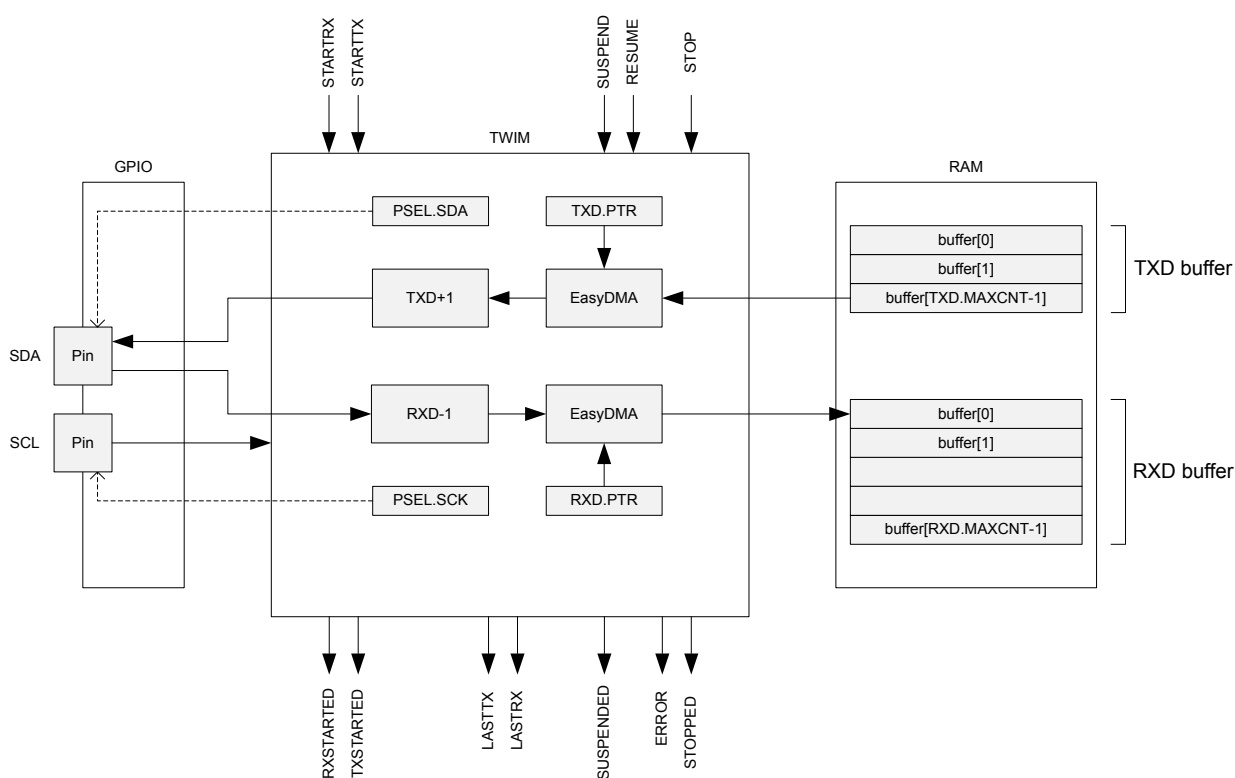 STARTRX
STARTTX
SUSPEND
RESUME
STOP
TWIM
GPIO
RAM
PSEL.SDA
TXD.PTR
buffer[0]
buffer[1]
TXD buffer
TXD+1
EasyDMA
buffer[TXD.MAXCNT-1]
SDA
Pin
RXD-1
EasyDMA
buffer[0]
SCL
Pin
buffer[1]
RXD buffer
PSEL.SCK
RXD.PTR
buffer[RXD.MAXCNT-1]
RXSTARTED
TXSTARTED
LASTTX
LASTRX
SUSPENDED
ERROR
STOPPED